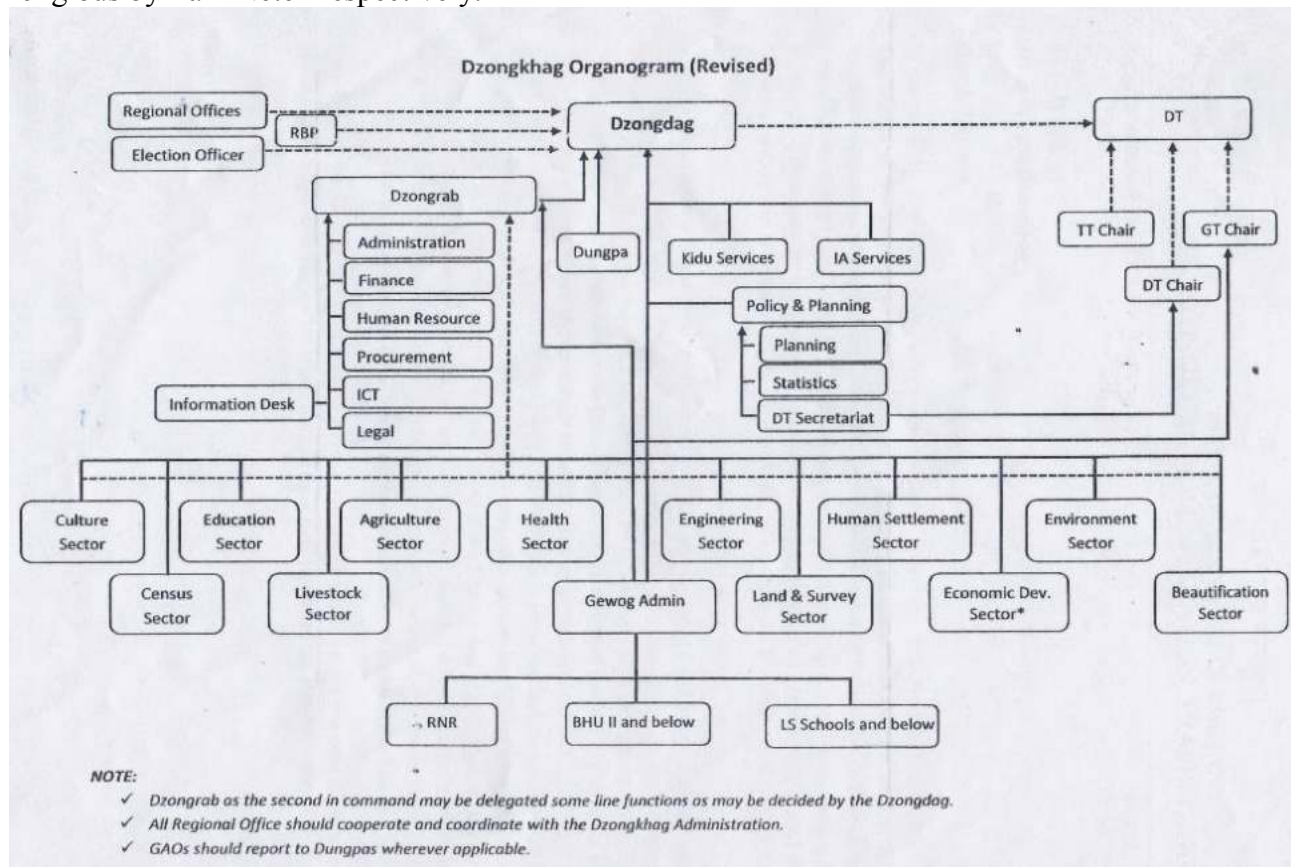 Dzongkhag Organogram (Revised)
Regional Offices
RBP
Election Officer
Dzongdag
DT
Dzongrab
Administration
Finance
Human Resource
Procurement
ICT
Legal
Information Desk
Dungpa
Kidu Services
IA Services
Policy & Planning
Planning
Statistics
DT Secretariat
TT Chair
GT Chair
DT Chair
Culture
Sector
Education
Sector
Agriculture
Sector
Health
Sector
Engineering
Sector
Human Settlement
Sector
Environment
Sector
Census
Sector
Livestock
Sector
Gewog Admin
Land & Survey
Sector
Economic Dev.
Sector*
Beautification
Sector
RNR
BHU II and below
LS Schools and below
NOTE:
✓ Dzongrab as the second in command may be delegated some line functions as may be decided by the Dzongdag.
✓ All Regional Office should cooperate and coordinate with the Dzongkhag Administration.
✓ GAOs should report to Dungpas wherever applicable.